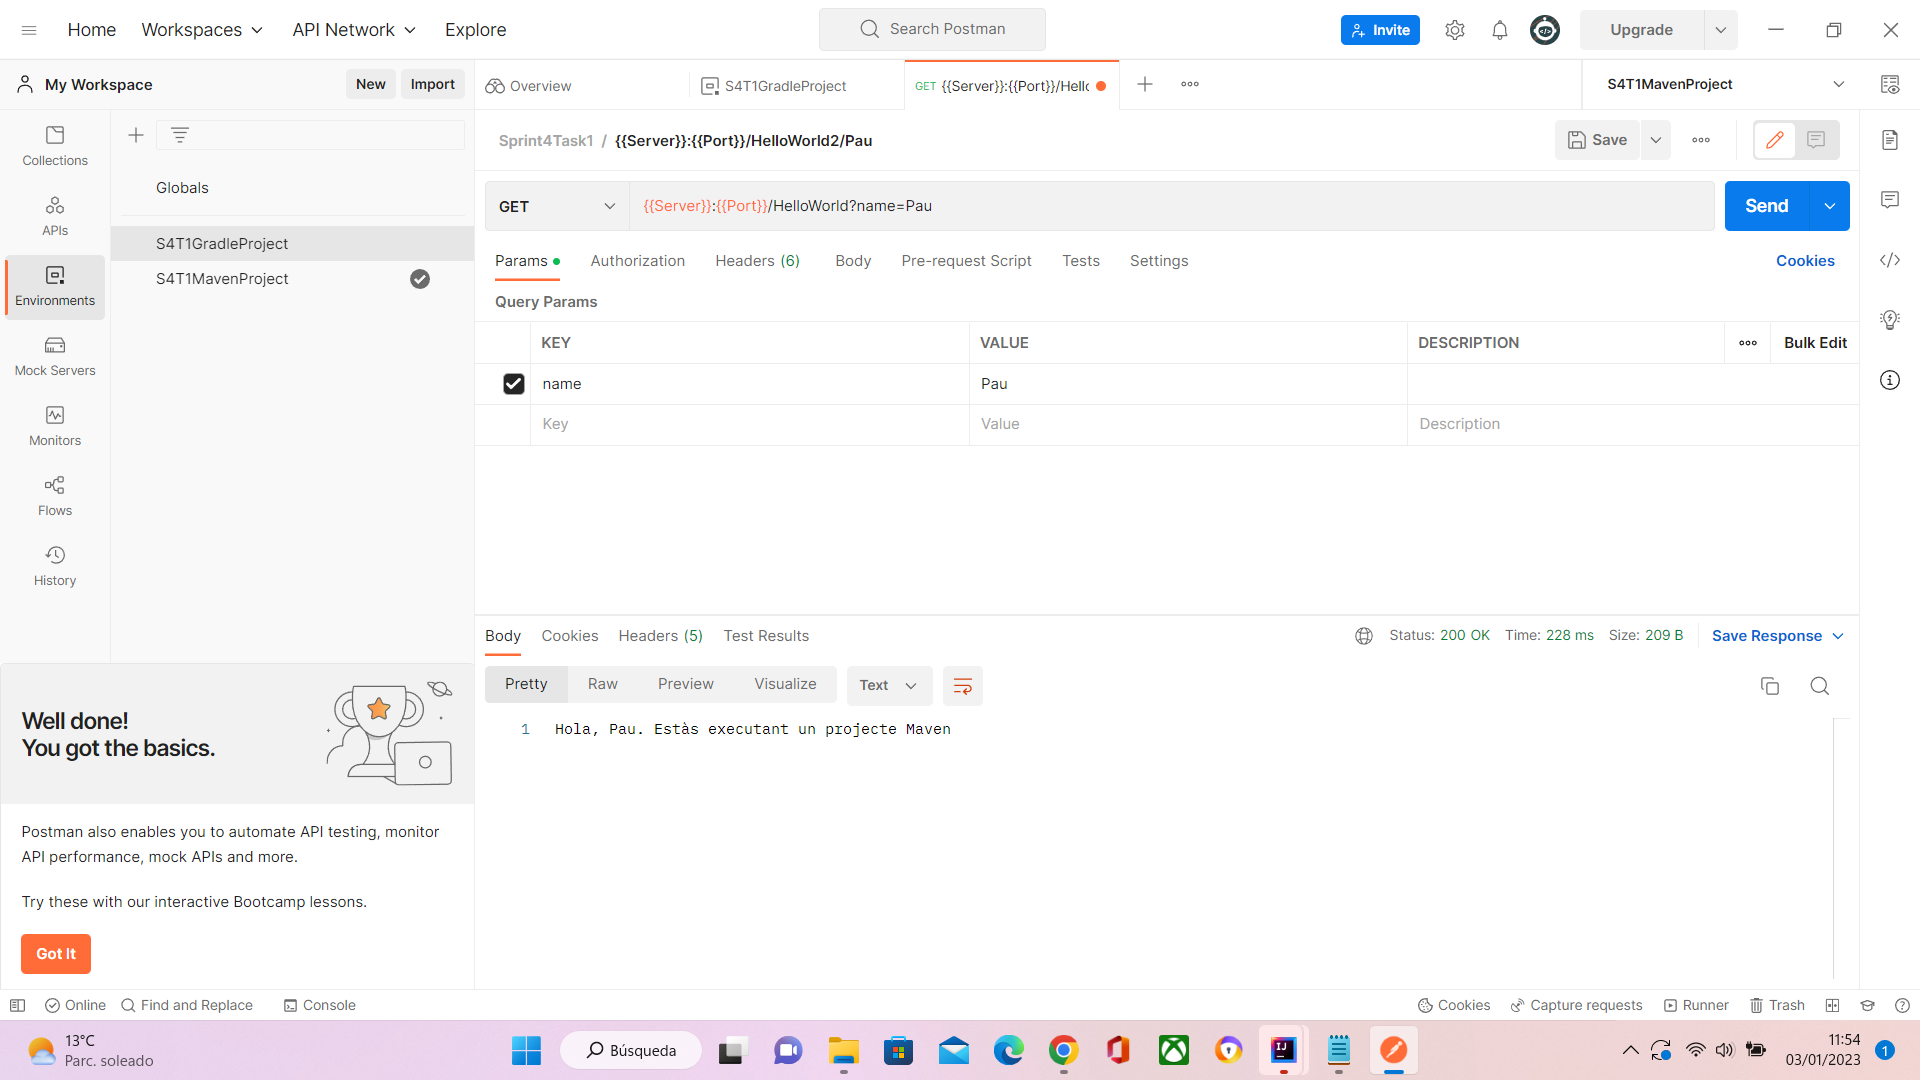 Home Workspaces API Network Explore Search Postman Invite Upgrade
My Workspace New Import Overview S4T1GradleProject GET {{Server}}:{{Port}}/Hello S4T1MavenProject
Collections
APIs
Environments
Mock Servers
Monitors
Flows
History
Globals
S4T1GradleProject
S4T1MavenProject
Sprint4Task1 / {{Server}}:{{Port}}/HelloWorld2/Pau Save
GET {{Server}}:{{Port}}/HelloWorld?name=Pau Send
Params Authorization Headers (6) Body Pre-request Script Tests Settings Cookies
Query Params
KEY VALUE DESCRIPTION Bulk Edit
name Pau
Key Value Description
Body Cookies Headers (5) Test Results Status: 200 OK Time: 228 ms Size: 209 B Save Response
Pretty Raw Preview Visualize Text
1 Hola, Pau. Estàs executant un projecte Maven
Well done!
You got the basics.
Postman also enables you to automate API testing, monitor
API performance, mock APIs and more.
Try these with our interactive Bootcamp lessons.
Got It
Online Find and Replace Console Cookies Capture requests Runner Trash
13°C
Parc. soleado
Búsqueda
11:54
03/01/2023
1